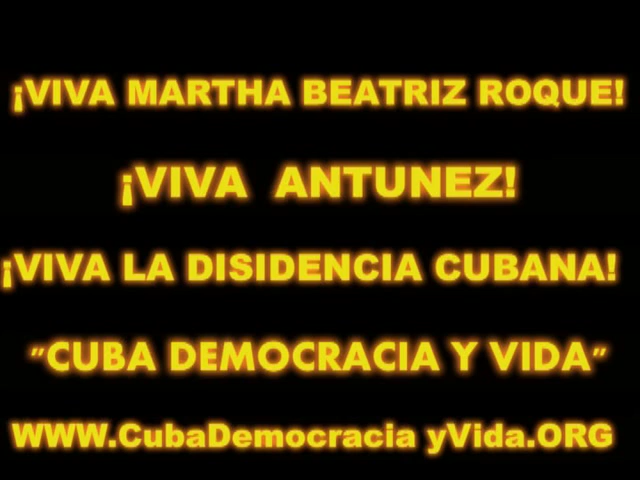 ¡VIVA MARTHA BEATRIZ ROQUE!
¡VIVA ANTUNEZ!
¡VIVA LA DISIDENCIA CUBANA!
"CUBA DEMOCRACIA Y VIDA"
WWW.CubaDemocracia yVida.ORG